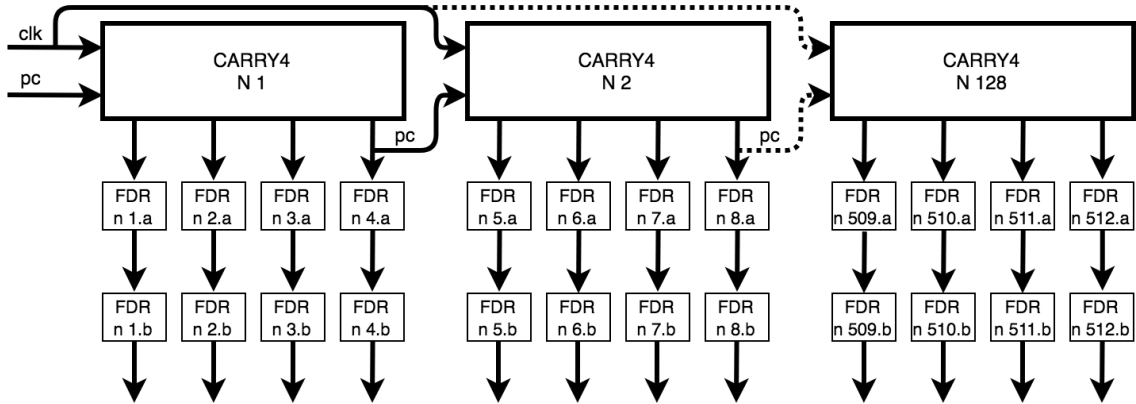 clk
pc
CARRY4
N 1
CARRY4
N 2
CARRY4
N 128
pc
pc
FDR
n 1.a
FDR
n 2.a
FDR
n 3.a
FDR
n 4.a
FDR
n 5.a
FDR
n 6.a
FDR
n 7.a
FDR
n 8.a
FDR
n 509.a
FDR
n 510.a
FDR
n 511.a
FDR
n 512.a
FDR
n 1.b
FDR
n 2.b
FDR
n 3.b
FDR
n 4.b
FDR
n 5.b
FDR
n 6.b
FDR
n 7.b
FDR
n 8.b
FDR
n 509.b
FDR
n 510.b
FDR
n 511.b
FDR
n 512.b